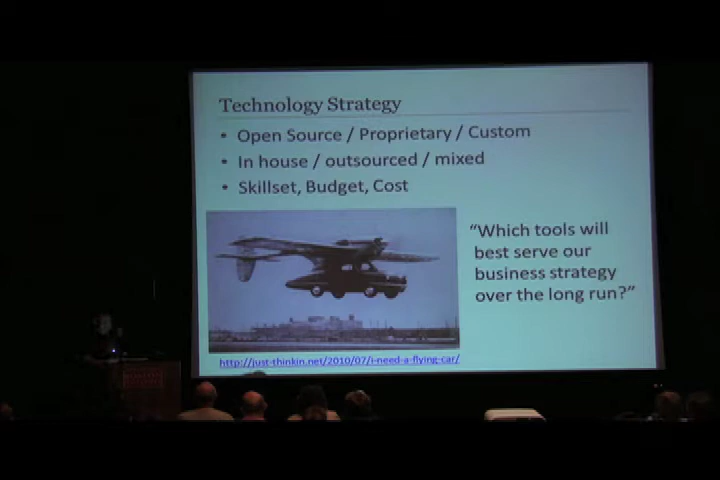 Technology Strategy
• Open Source / Proprietary / Custom
• In house / outsourced / mixed
• Skillset, Budget, Cost
“Which tools will
best serve our
business strategy
over the long run?”
http://just-thinkin.net/2010/07/i-need-a-flying-car/